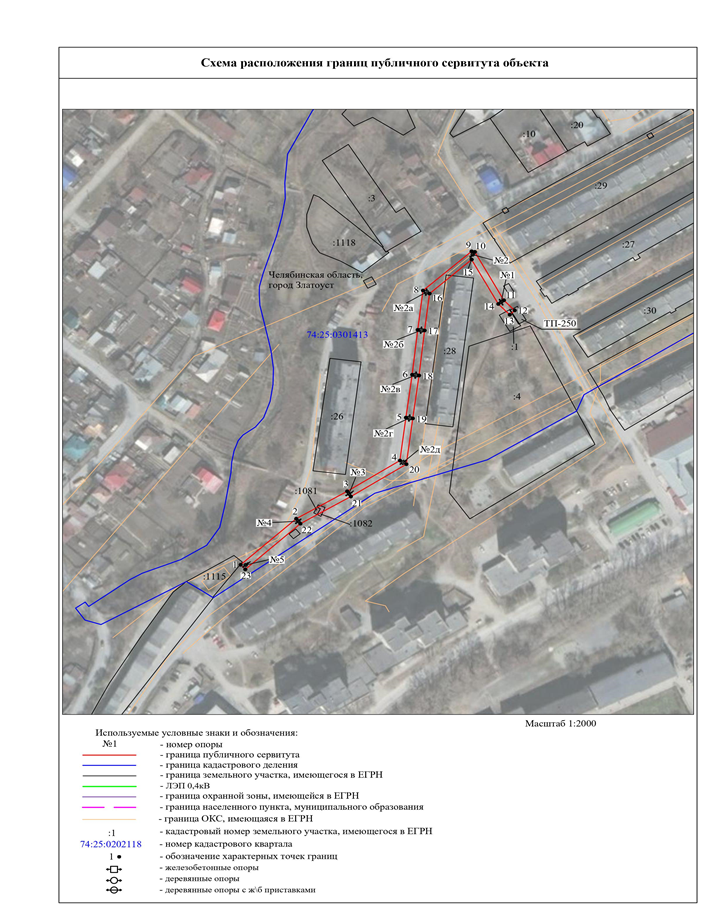 Схема расположения границ публичного сервитута объекта
:20
:10
:29
:3
:1118
:27
9 10
№2
15
№1
Челябинская область,
город Златоуст
8
16
11
14
12
№2а
13
:30
ТП-250
74:25:0301413
7
17
№2б
:1
:28
6
18
№2в
:4
:26
5
19
№2г
№2д
4
20
№3
3
:1081
21
2
№4
:1082
22
1
№5
:1115
23
Масштаб 1:2000
Используемые условные знаки и обозначения:
№1 - номер опоры
- граница публичного сервитута
- граница кадастрового деления
- граница земельного участка, имеющегося в ЕГРН
- ЛЭП 0,4кВ
- граница охранной зоны, имеющейся в ЕГРН
- граница населенного пункта, муниципального образования
- граница ОКС, имеющаяся в ЕГРН
:1 - кадастровый номер земельного участка, имеющегося в ЕГРН
74:25:0202118 - номер кадастрового квартала
1 - обозначение характерных точек границ
- железобетонные опоры
- деревянные опоры
- деревянные опоры с ж\б приставками